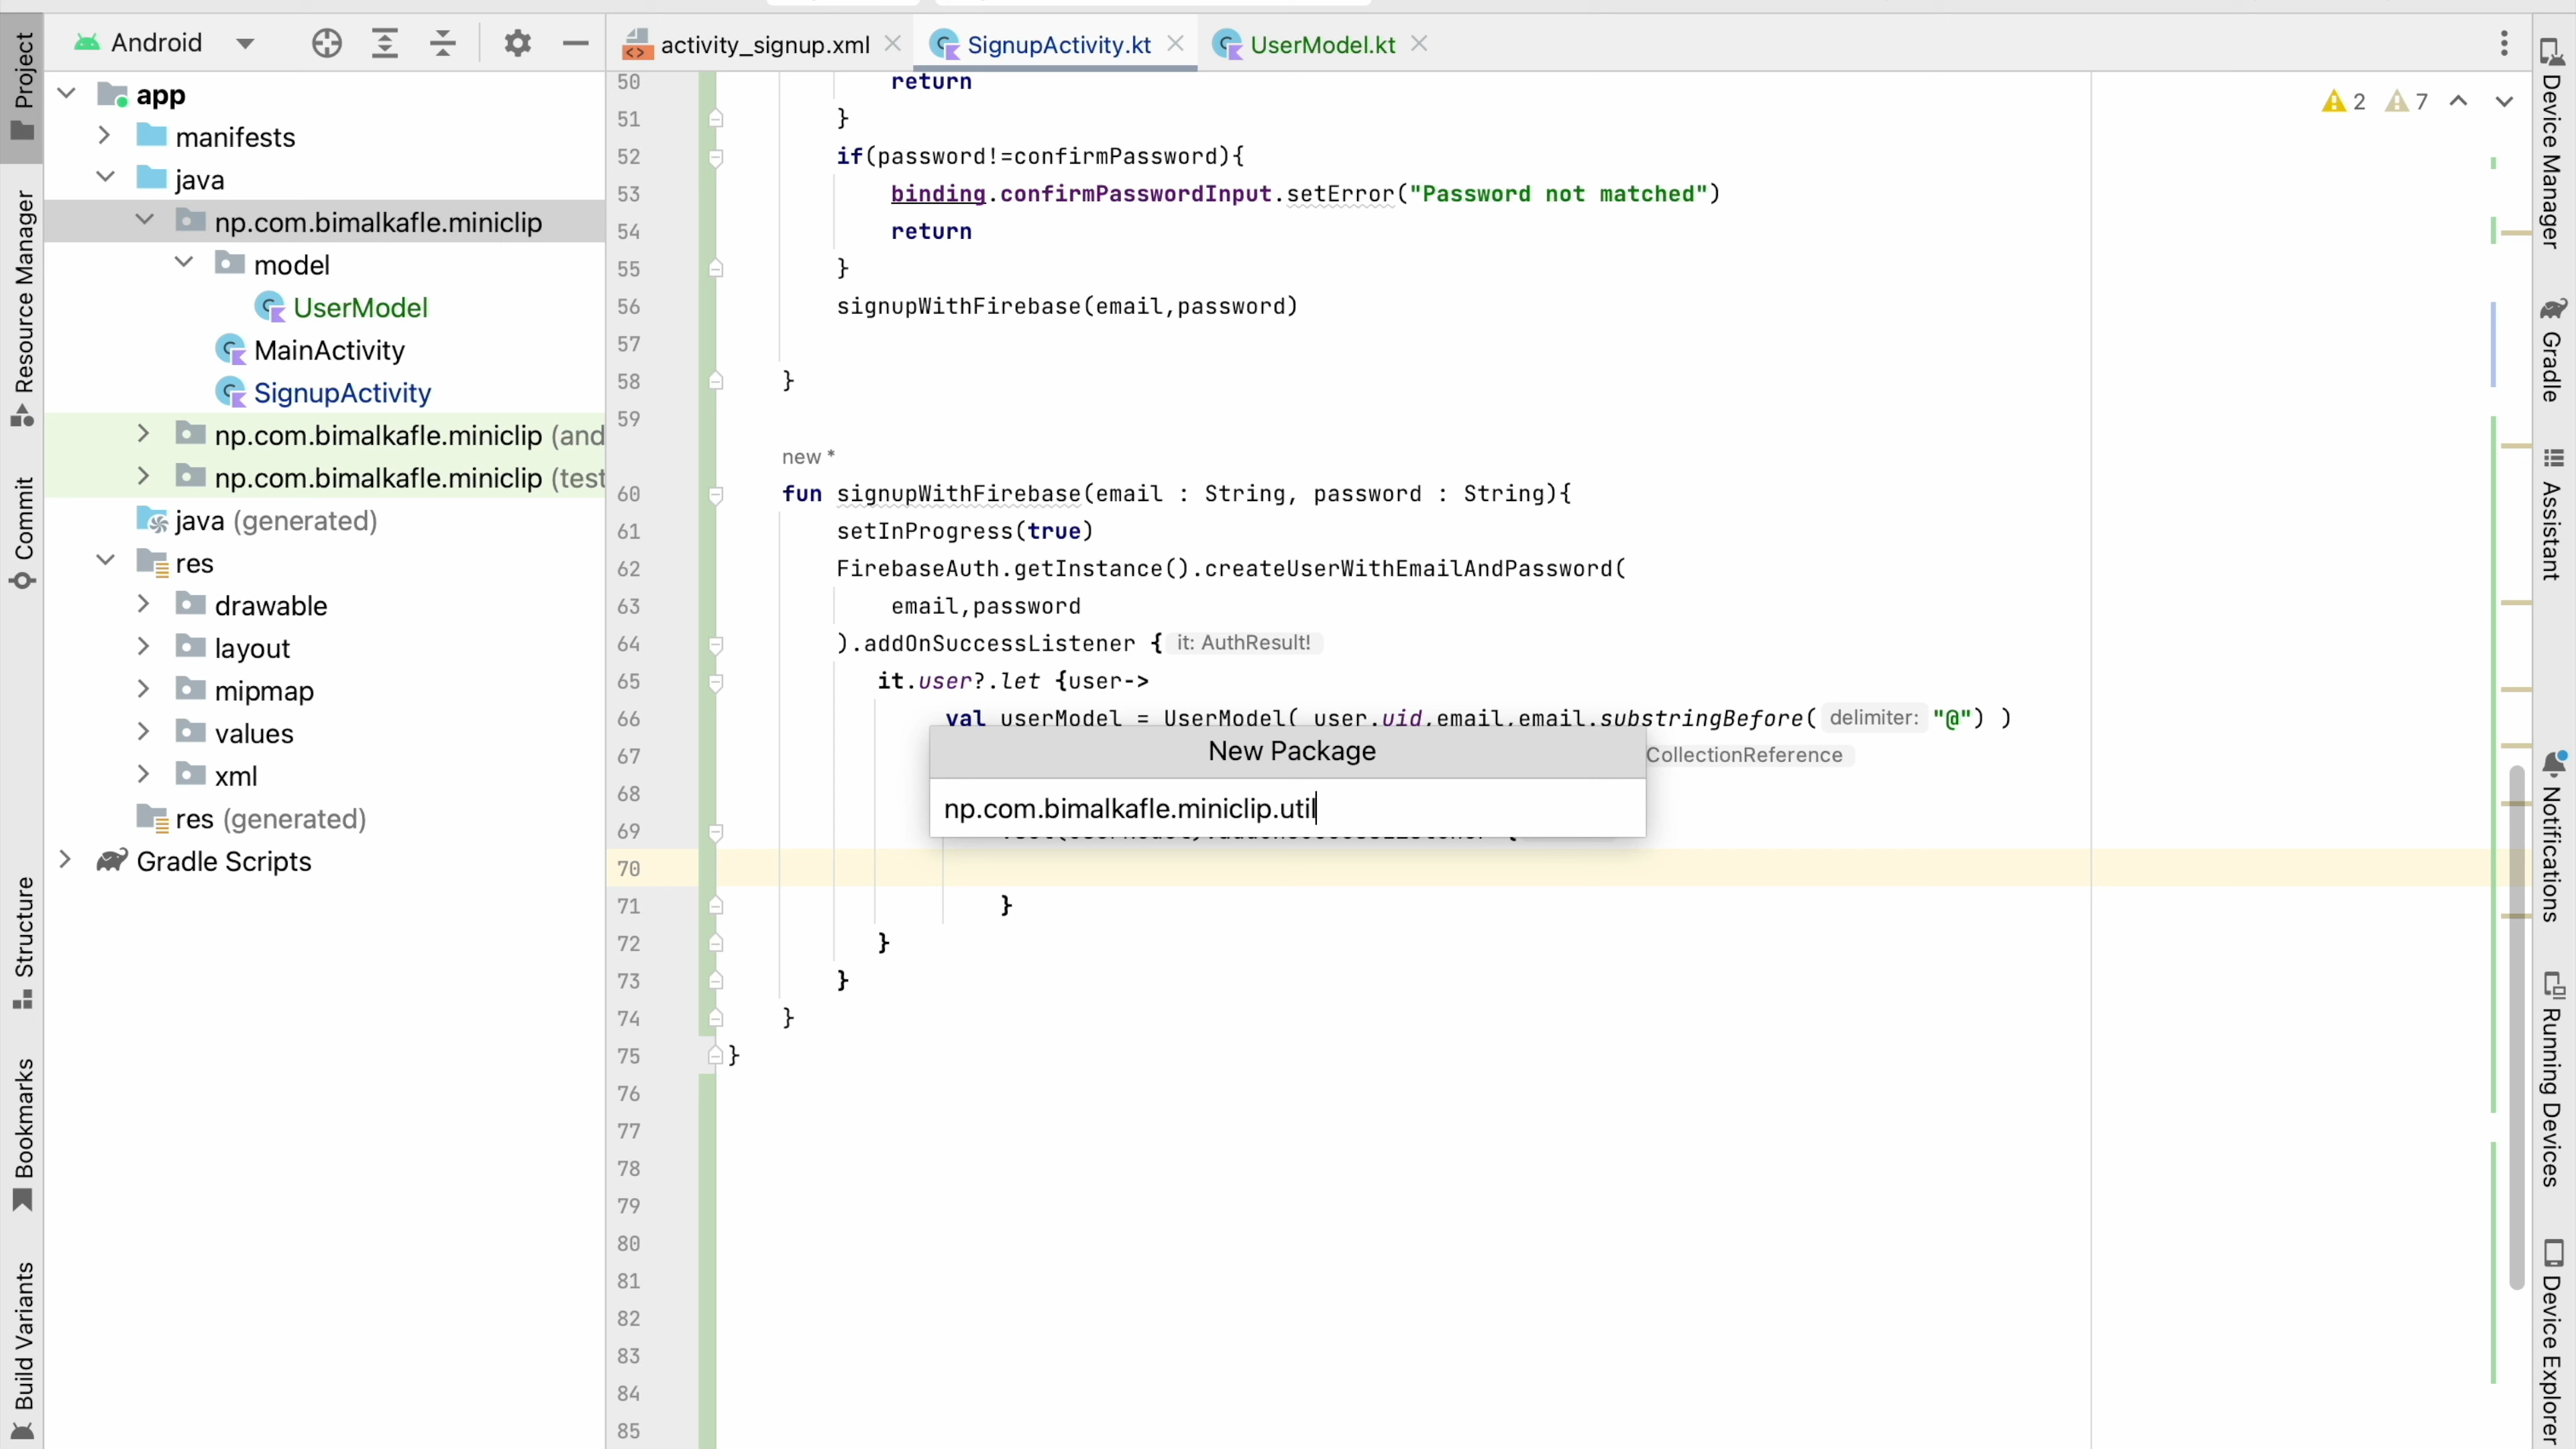 Android
activity_signup.xml
SignupActivity.kt
UserModel.kt
Project
Resource Manager
Commit
Structure
Bookmarks
Build Variants
app
manifests
java
np.com.bimalkafle.miniclip
model
UserModel
MainActivity
SignupActivity
np.com.bimalkafle.miniclip (and
np.com.bimalkafle.miniclip (test
java (generated)
res
drawable
layout
mipmap
values
xml
res (generated)
Gradle Scripts
2 7
50 return
51 }
52 if(password!=confirmPassword){
53 binding.confirmPasswordInput.setError("Password not matched")
54 return
55 }
56 signupWithFirebase(email,password)
57
58 }
59
new *
60 fun signupWithFirebase(email : String, password : String){
61 setInProgress(true)
62 FirebaseAuth.getInstance().createUserWithEmailAndPassword(
63 email,password
64 ).addOnSuccessListener { it: AuthResult!
65 it.user?.let {user->
66 val userModel = UserModel( user.uid,email,email.substringBefore( delimiter: "@") )
67 CollectionReference
68
69
70
71 }
72 }
73 }
74 }
75 }
76
77
78
79
80
81
82
83
84
85
New Package
np.com.bimalkafle.miniclip.util
Device Manager
Gradle
Assistant
Notifications
Running Devices
Device Explorer